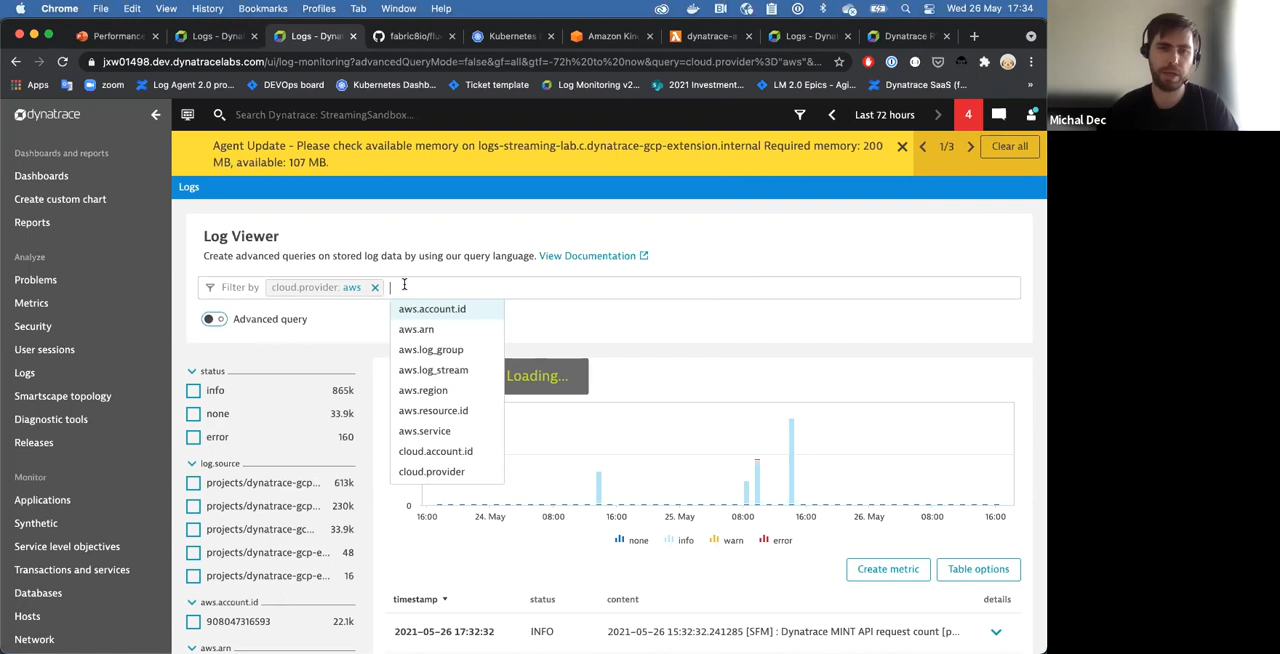 Chrome File Edit View History Bookmarks Profiles Tab Window Help Wed 26 May 17:34
Performance Logs - Dyna Logs - Dyna fabric8io/flu Kubernetes Amazon Kin dynatrace-a Logs - Dyna Dynatrace R
jxw01498.dev.dynatracelabs.com/ui/log-monitoring?advancedQueryMode=false&gf=all&gtf=-72h%20to%20now&query=cloud.provider%3D"aws"&...
Apps zoom Log Agent 2.0 pro... DEVOps board Kubernetes Dashb... Ticket template Log Monitoring v2... 2021 Investment... LM 2.0 Epics - Agi... Dynatrace SaaS (f... »
dynatrace
Search Dynatrace: StreamingSandbox...
Last 72 hours
4
Michal Dec
Agent Update - Please check available memory on logs-streaming-lab.c.dynatrace-gcp-extension.internal Required memory: 200
MB, available: 107 MB.
1/3
Clear all
Logs
Dashboards and reports
Dashboards
Create custom chart
Reports
Analyze
Problems
Metrics
Security
User sessions
Logs
Smartscape topology
Diagnostic tools
Releases
Monitor
Applications
Synthetic
Service level objectives
Transactions and services
Databases
Hosts
Network
Log Viewer
Create advanced queries on stored log data by using our query language. View Documentation
Filter by cloud.provider: aws
Advanced query
aws.account.id
aws.arn
aws.log_group
aws.log_stream
aws.region
aws.resource.id
aws.service
cloud.account.id
cloud.provider
status
info 865k
none 33.9k
error 160
log.source
projects/dynatrace-gcp... 613k
projects/dynatrace-gcp... 230k
projects/dynatrace-gc... 33.9k
projects/dynatrace-gcp-e... 48
projects/dynatrace-gcp-e... 16
aws.account.id
908047316593 22.1k
aws.arn
Loading...
0
16:00 24. May 08:00 16:00 25. May 08:00 16:00 26. May 08:00 16:00
none info warn error
Create metric Table options
timestamp status content details
2021-05-26 17:32:32 INFO 2021-05-26 15:32:32.241285 [SFM] : Dynatrace MINT API request count [p...